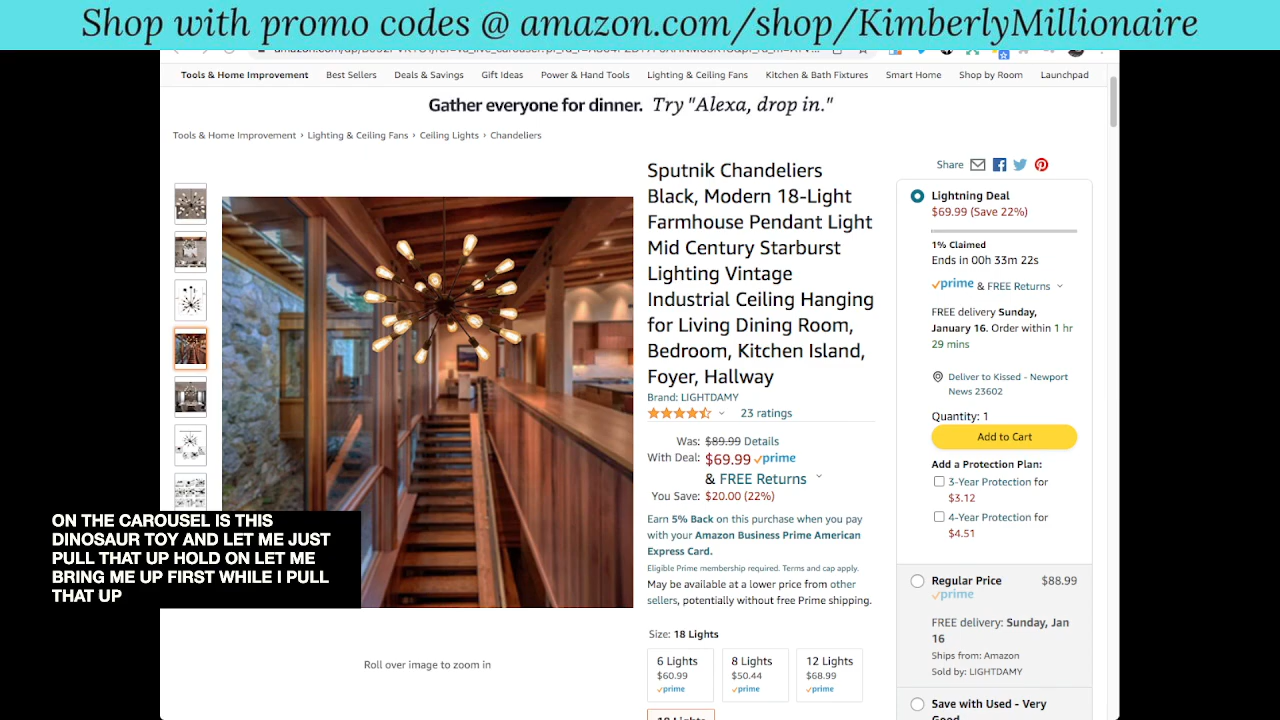 Shop with promo codes @ amazon.com/shop/KimberlyMillionaire
Tools & Home Improvement Best Sellers Deals & Savings Gift Ideas Power & Hand Tools Lighting & Ceiling Fans Kitchen & Bath Fixtures Smart Home Shop by Room Launchpad
Gather everyone for dinner. Try "Alexa, drop in."
Tools & Home Improvement › Lighting & Ceiling Fans › Ceiling Lights › Chandeliers
Sputnik Chandeliers
Black, Modern 18-Light
Farmhouse Pendant Light
Mid Century Starburst
Lighting Vintage
Industrial Ceiling Hanging
for Living Dining Room,
Bedroom, Kitchen Island,
Foyer, Hallway
Brand: LIGHTDAMY
23 ratings
Was: $89.99 Details
With Deal: $69.99 prime
& FREE Returns
You Save: $20.00 (22%)
Earn 5% Back on this purchase when you pay
with your Amazon Business Prime American
Express Card.
Eligible Prime membership required. Terms and cap apply.
May be available at a lower price from other
sellers, potentially without free Prime shipping.
Size: 18 Lights
6 Lights 8 Lights 12 Lights
$60.99 $50.44 $68.99
prime prime prime
18 Lights
Share
Lightning Deal
$69.99 (Save 22%)
1% Claimed
Ends in 00h 33m 22s
prime & FREE Returns
FREE delivery Sunday,
January 16. Order within 1 hr
29 mins
Deliver to Kissed - Newport
News 23602
Quantity: 1
Add to Cart
Add a Protection Plan:
3-Year Protection for
$3.12
4-Year Protection for
$4.51
Regular Price $88.99
prime
FREE delivery: Sunday, Jan
16
Ships from: Amazon
Sold by: LIGHTDAMY
Save with Used - Very
Good
ON THE CAROUSEL IS THIS
DINOSAUR TOY AND LET ME JUST
PULL THAT UP HOLD ON LET ME
BRING ME UP FIRST WHILE I PULL
THAT UP
Roll over image to zoom in